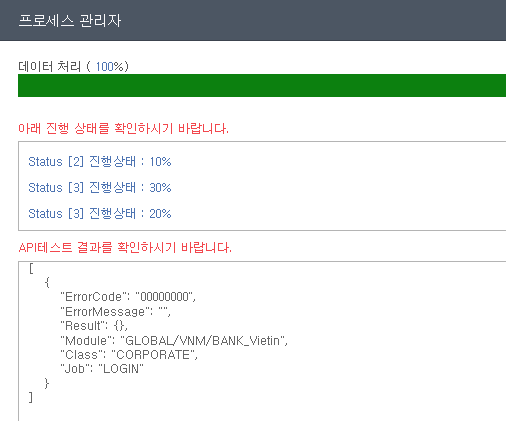 프로세스 관리자
데이터 처리 ( 100%)
아래 진행 상태를 확인하시기 바랍니다.
Status [2] 진행상태 : 10%
Status [3] 진행상태 : 30%
Status [3] 진행상태 : 20%
API테스트 결과를 확인하시기 바랍니다.
[
{
"ErrorCode": "00000000",
"ErrorMessage": "",
"Result": {},
"Module": "GLOBAL/VNM/BANK_Vietin",
"Class": "CORPORATE",
"Job": "LOGIN"
}
]